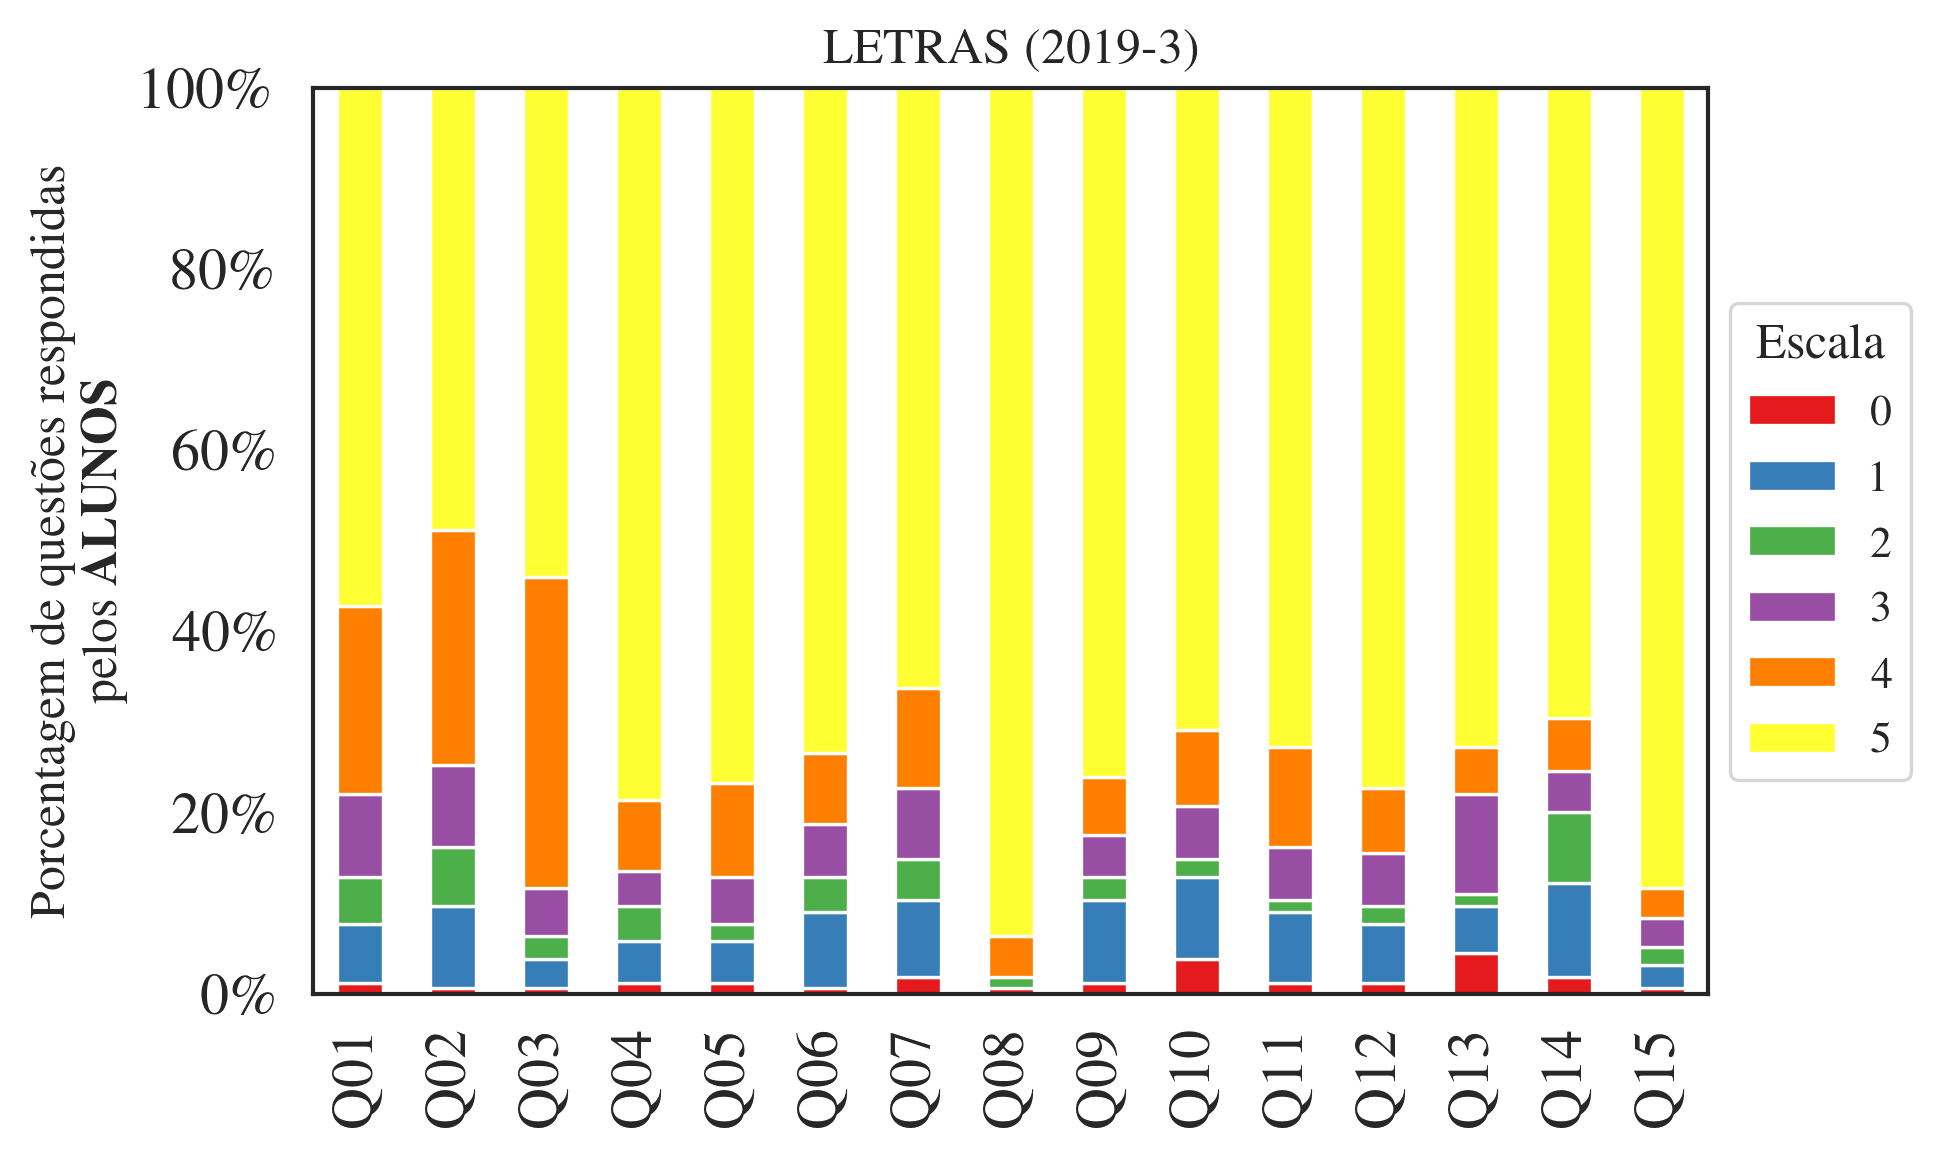 LETRAS (2019-3)
Porcentagem de questões respondidas
pelos ALUNOS
100%
80%
60%
40%
20%
0%
Q01
Q02
Q03
Q04
Q05
Q06
Q07
Q08
Q09
Q10
Q11
Q12
Q13
Q14
Q15
Escala
0
1
2
3
4
5